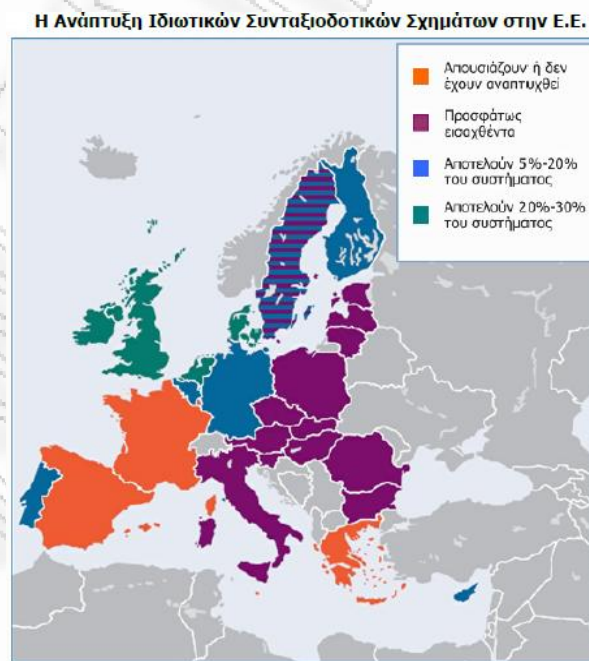 Η Ανάπτυξη Ιδιωτικών Συνταξιοδοτικών Σχημάτων στην Ε.Ε.
Απουσιάζουν ή δεν
έχουν αναπτυχθεί
Προσφάτως
εισαχθέντα
Αποτελούν 5%-20%
του συστήματος
Αποτελούν 20%-30%
του συστήματος